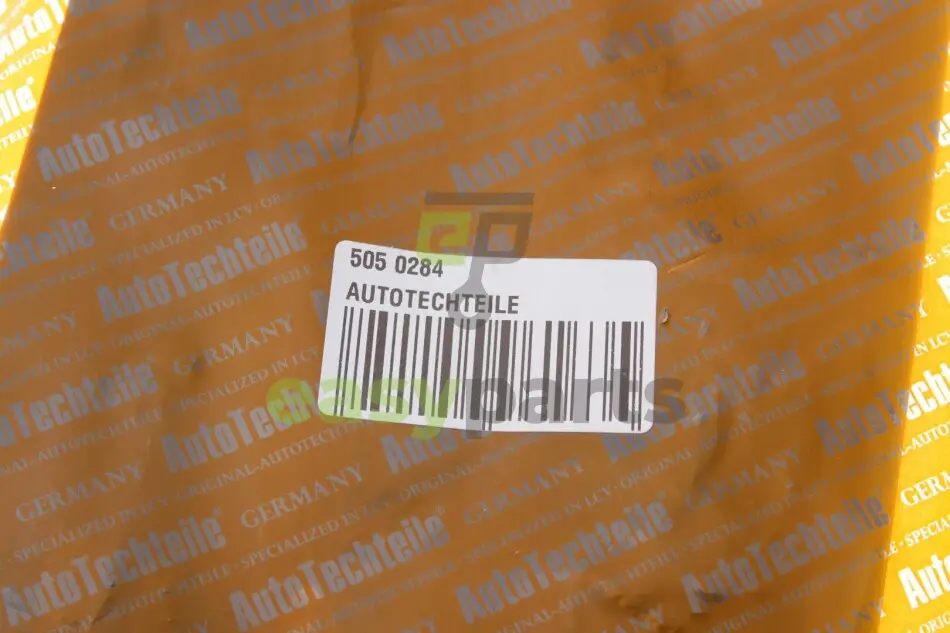 505 0284
AUTOTECHTEILE
easyparts
AutoTechteile®
GERMANY
SPECIALIZED IN LCV - ORIGINAL-AUTOTECHTEILE